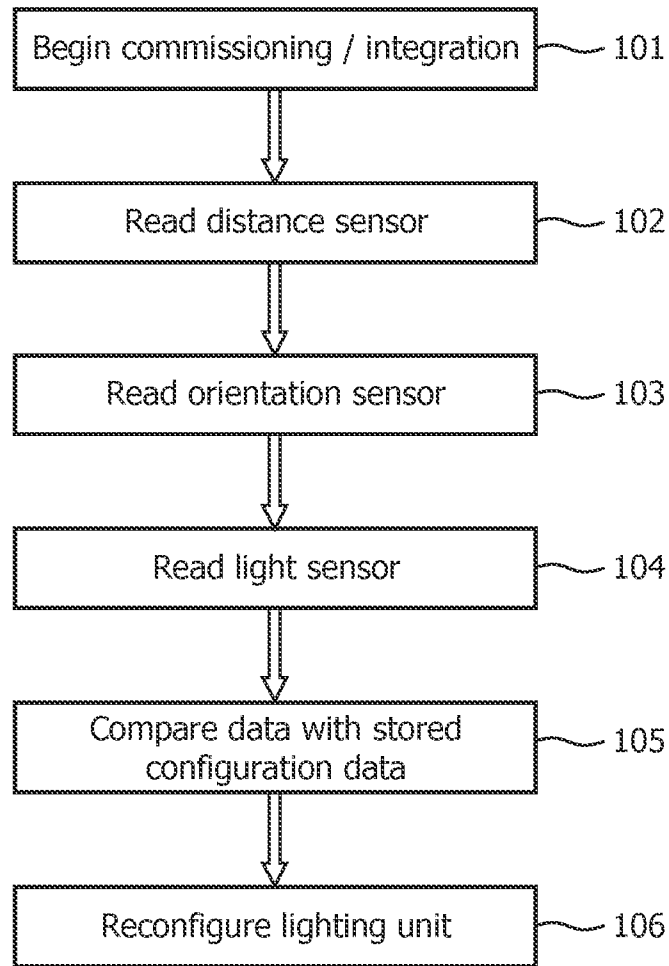 Begin commissioning / integration 101
Read distance sensor 102
Read orientation sensor 103
Read light sensor 104
Compare data with stored
configuration data 105
Reconfigure lighting unit 106